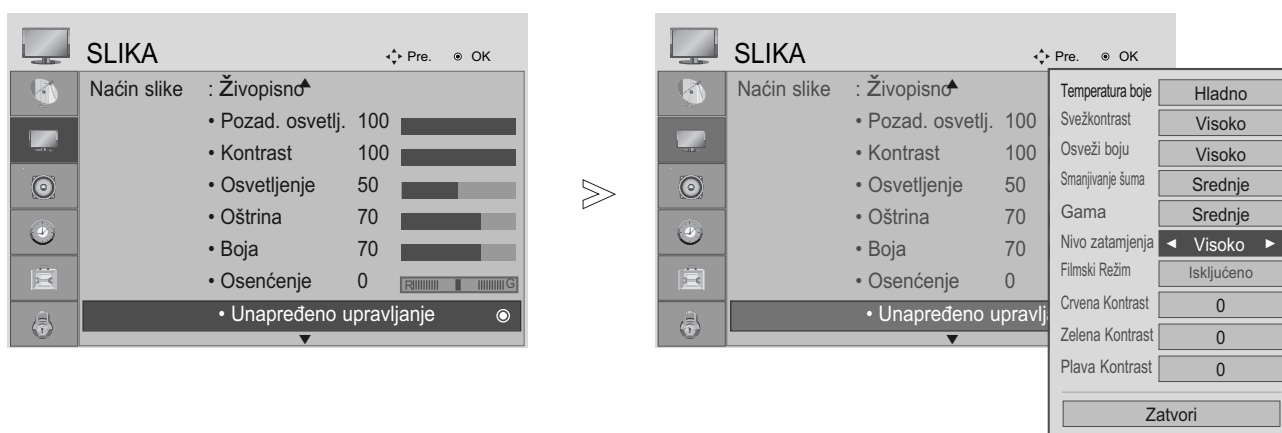 SLIKA Pre. OK
Naćin slike : Živopisno
• Pozad. osvetlj. 100
• Kontrast 100
• Osvetljenje 50
• Oštrina 70
• Boja 70
• Osenćenje 0 R G
• Unapređeno upravljanje
SLIKA Pre. OK
Naćin slike : Živopisno
• Pozad. osvetlj. 100
• Kontrast 100
• Osvetljenje 50
• Oštrina 70
• Boja 70
• Osenćenje 0
• Unapređeno upravlj
Temperatura boje Hladno
Svežkontrast Visoko
Osveži boju Visoko
Smanjivanje šuma Srednje
Gama Srednje
Nivo zatamjenja ◄ Visoko ►
Filmski Režim Iskljućeno
Crvena Kontrast 0
Zelena Kontrast 0
Plava Kontrast 0
Zatvori